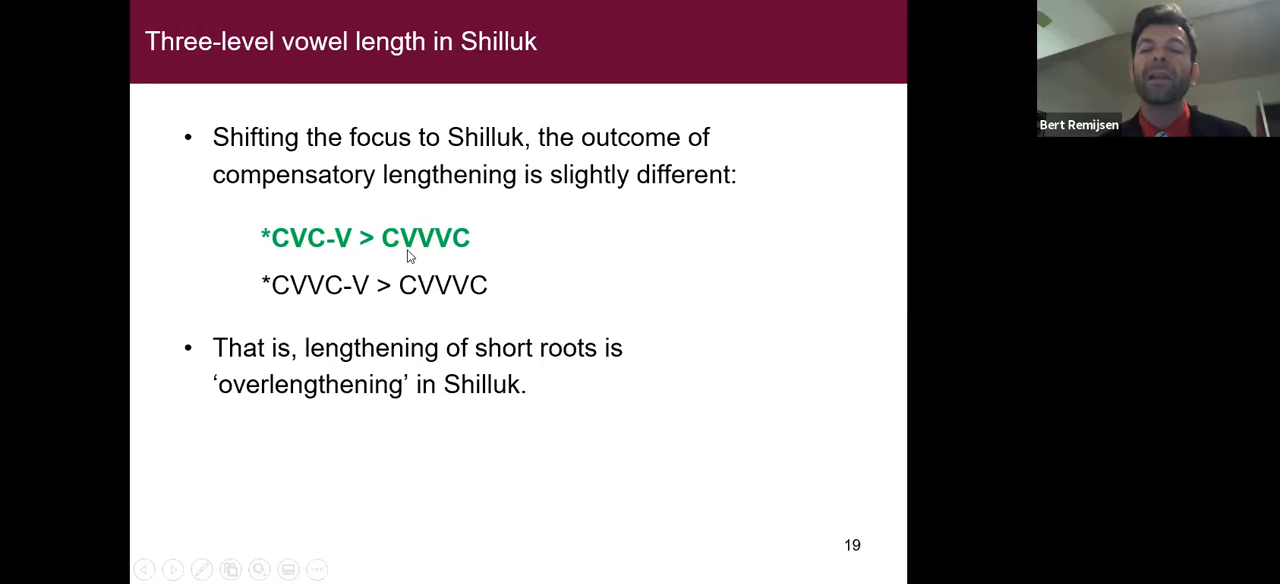 Three-level vowel length in Shilluk
Bert Remijsen
• Shifting the focus to Shilluk, the outcome of
compensatory lengthening is slightly different:
*CVC-V > CVVVC
*CVVC-V > CVVVC
• That is, lengthening of short roots is
‘overlengthening’ in Shilluk.
19